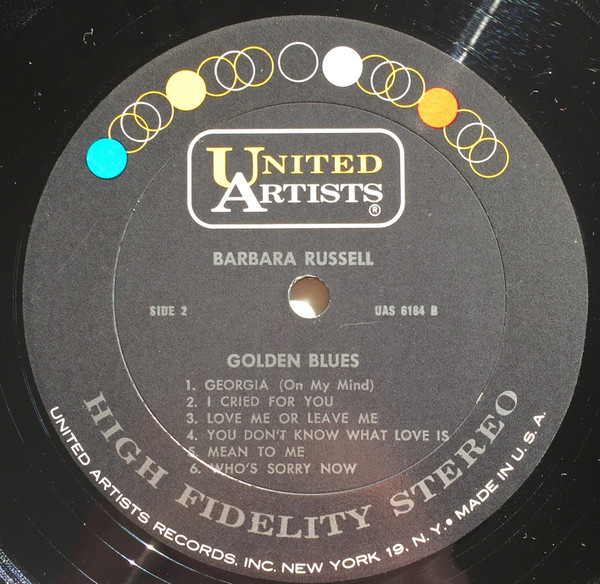 UNITED
ARTISTS
®
BARBARA RUSSELL
SIDE 2
UAS 6184 B
GOLDEN BLUES
1. GEORGIA (On My Mind)
2. I CRIED FOR YOU
3. LOVE ME OR LEAVE ME
4. YOU DON'T KNOW WHAT LOVE IS
5. MEAN TO ME
6. WHO'S SORRY NOW
HIGH FIDELITY STEREO
UNITED ARTISTS RECORDS, INC. NEW YORK 19, N.Y.• MADE IN U.S.A.